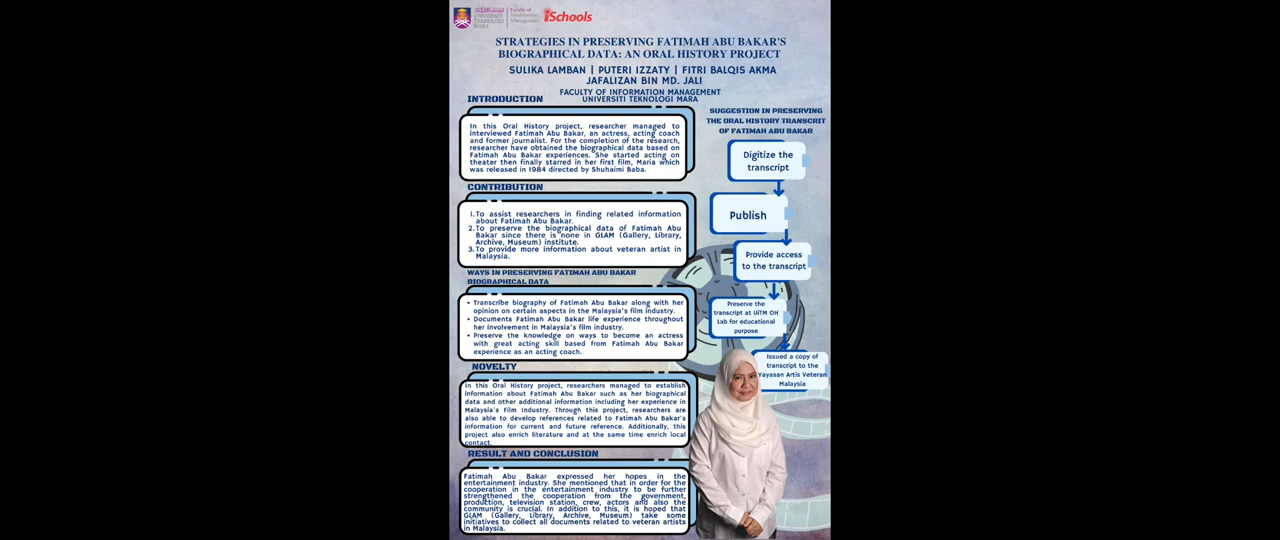 UNIVERSITI
TEKNOLOGI
MARA
Faculty of
Information
Management
iSchools
STRATEGIES IN PRESERVING FATIMAH ABU BAKAR'S
BIOGRAPHICAL DATA: AN ORAL HISTORY PROJECT
SULIKA LAMBAN | PUTERI IZZATY | FITRI BALQIS AKMA
JAFALIZAN BIN MD. JALI
FACULTY OF INFORMATION MANAGEMENT
UNIVERSITI TEKNOLOGI MARA
INTRODUCTION
In this Oral History project, researcher managed to
interviewed Fatimah Abu Bakar, an actress, acting coach
and former journalist. For the completion of the research,
researcher have obtained the biographical data based on
Fatimah Abu Bakar experiences. She started acting on
theater then finally starred in her first film, Maria which
was released in 1984 directed by Shuhaimi Baba.
CONTRIBUTION
1. To assist researchers in finding related information
about Fatimah Abu Bakar.
2. To preserve the biographical data of Fatimah Abu
Bakar since there is none in GLAM (Gallery, Library,
Archive, Museum) institute.
3. To provide more information about veteran artist in
Malaysia.
WAYS IN PRESERVING FATIMAH ABU BAKAR
BIOGRAPHICAL DATA
• Transcribe biography of Fatimah Abu Bakar along with her
opinion on certain aspects in the Malaysia's film industry.
• Documents Fatimah Abu Bakar life experience throughout
her involvement in Malaysia's film industry.
• Preserve the knowledge on ways to become an actress
with great acting skill based from Fatimah Abu Bakar
experience as an acting coach.
NOVELTY
In this Oral History project, researchers managed to establish
information about Fatimah Abu Bakar such as her biographical
data and other additional information including her experience in
Malaysia's Film Industry. Through this project, researchers are
also able to develop references related to Fatimah Abu Bakar's
information for current and future reference. Additionally, this
project also enrich literature and at the same time enrich local
contact.
RESULT AND CONCLUSION
Fatimah Abu Bakar expressed her hopes in the
entertainment industry. She mentioned that in order for the
cooperation in the entertainment industry to be further
strengthened the cooperation from the government,
production, television station, crew, actors and also the
community is crucial. In addition to this, it is hoped that
GLAM (Gallery, Library, Archive, Museum) take some
initiatives to collect all documents related to veteran artists
in Malaysia.
SUGGESTION IN PRESERVING
THE ORAL HISTORY TRANSCRIT
OF FATIMAH ABU BAKAR
Digitize the
transcript
Publish
Provide access
to the transcript
Preserve the
transcript at UiTM OH
Lab for educational
purpose
Issued a copy of
transcript to the
Yayasan Artis Veteran
Malaysia